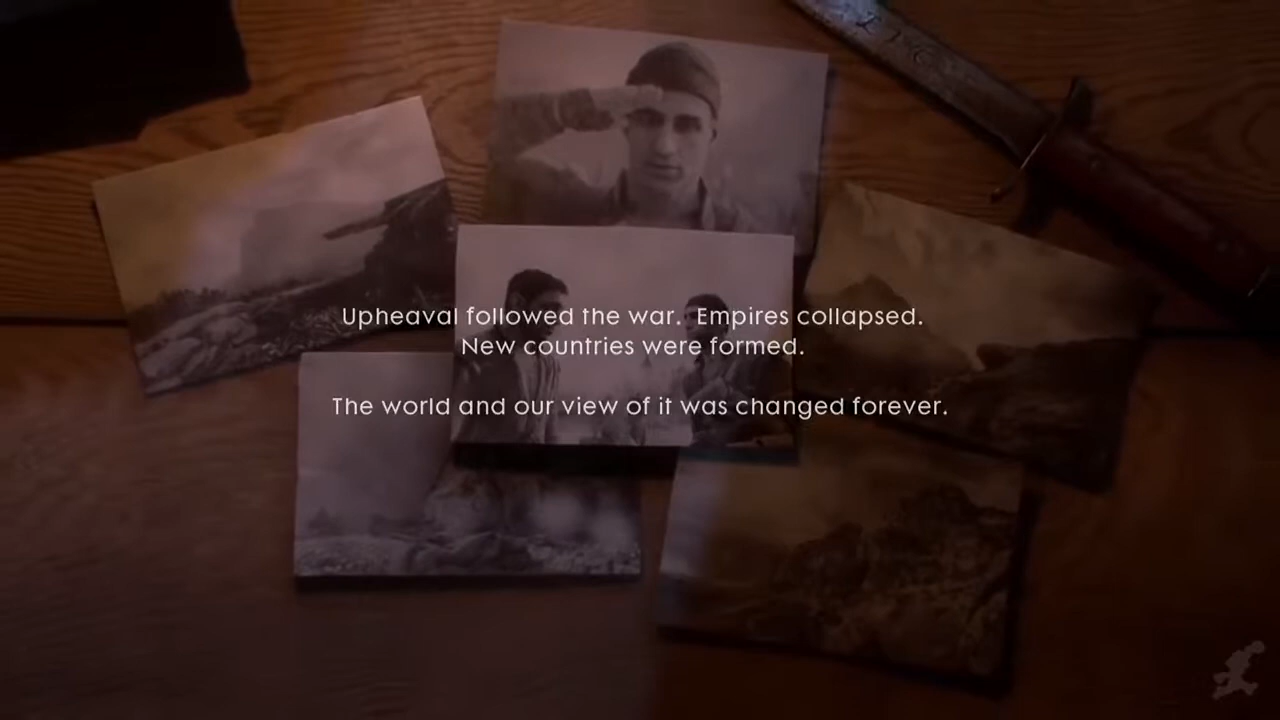 Upheaval followed the war.  Empires collapsed.
New countries were formed.
The world and our view of it was changed forever.